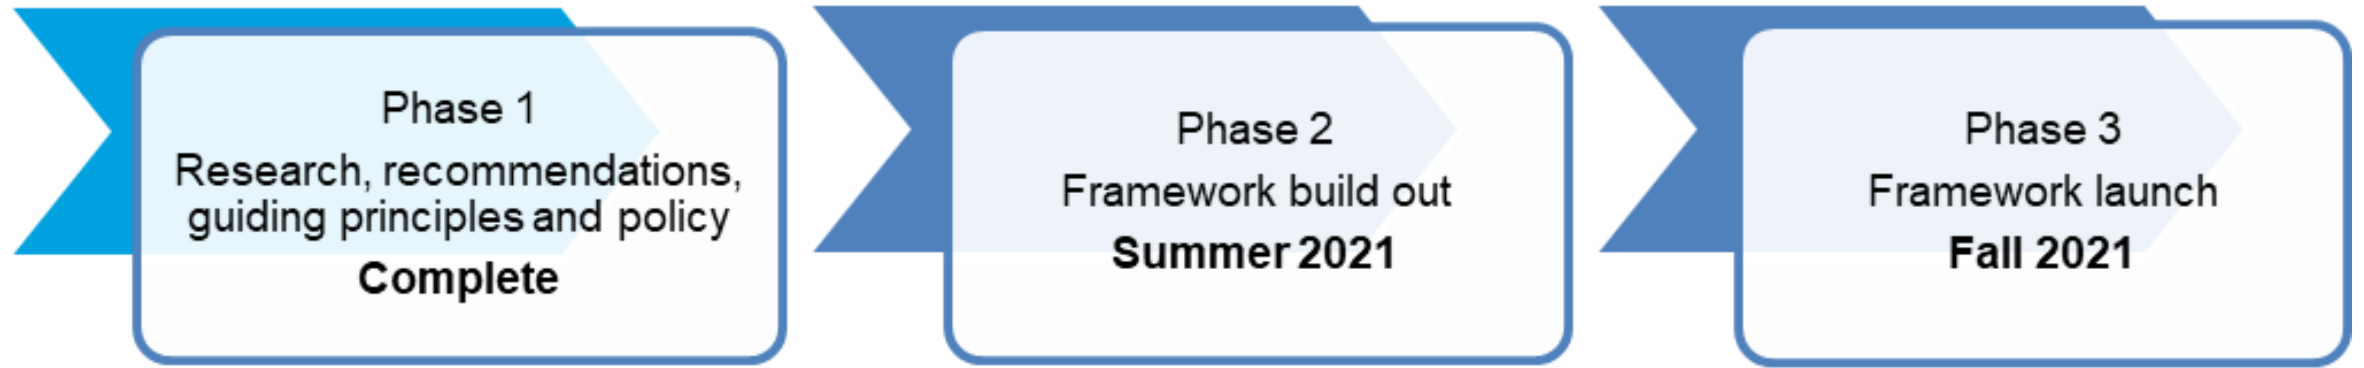 Phase 1
Research, recommendations,
guiding principles and policy
Complete
Phase 2
Framework build out
Summer 2021
Phase 3
Framework launch
Fall 2021